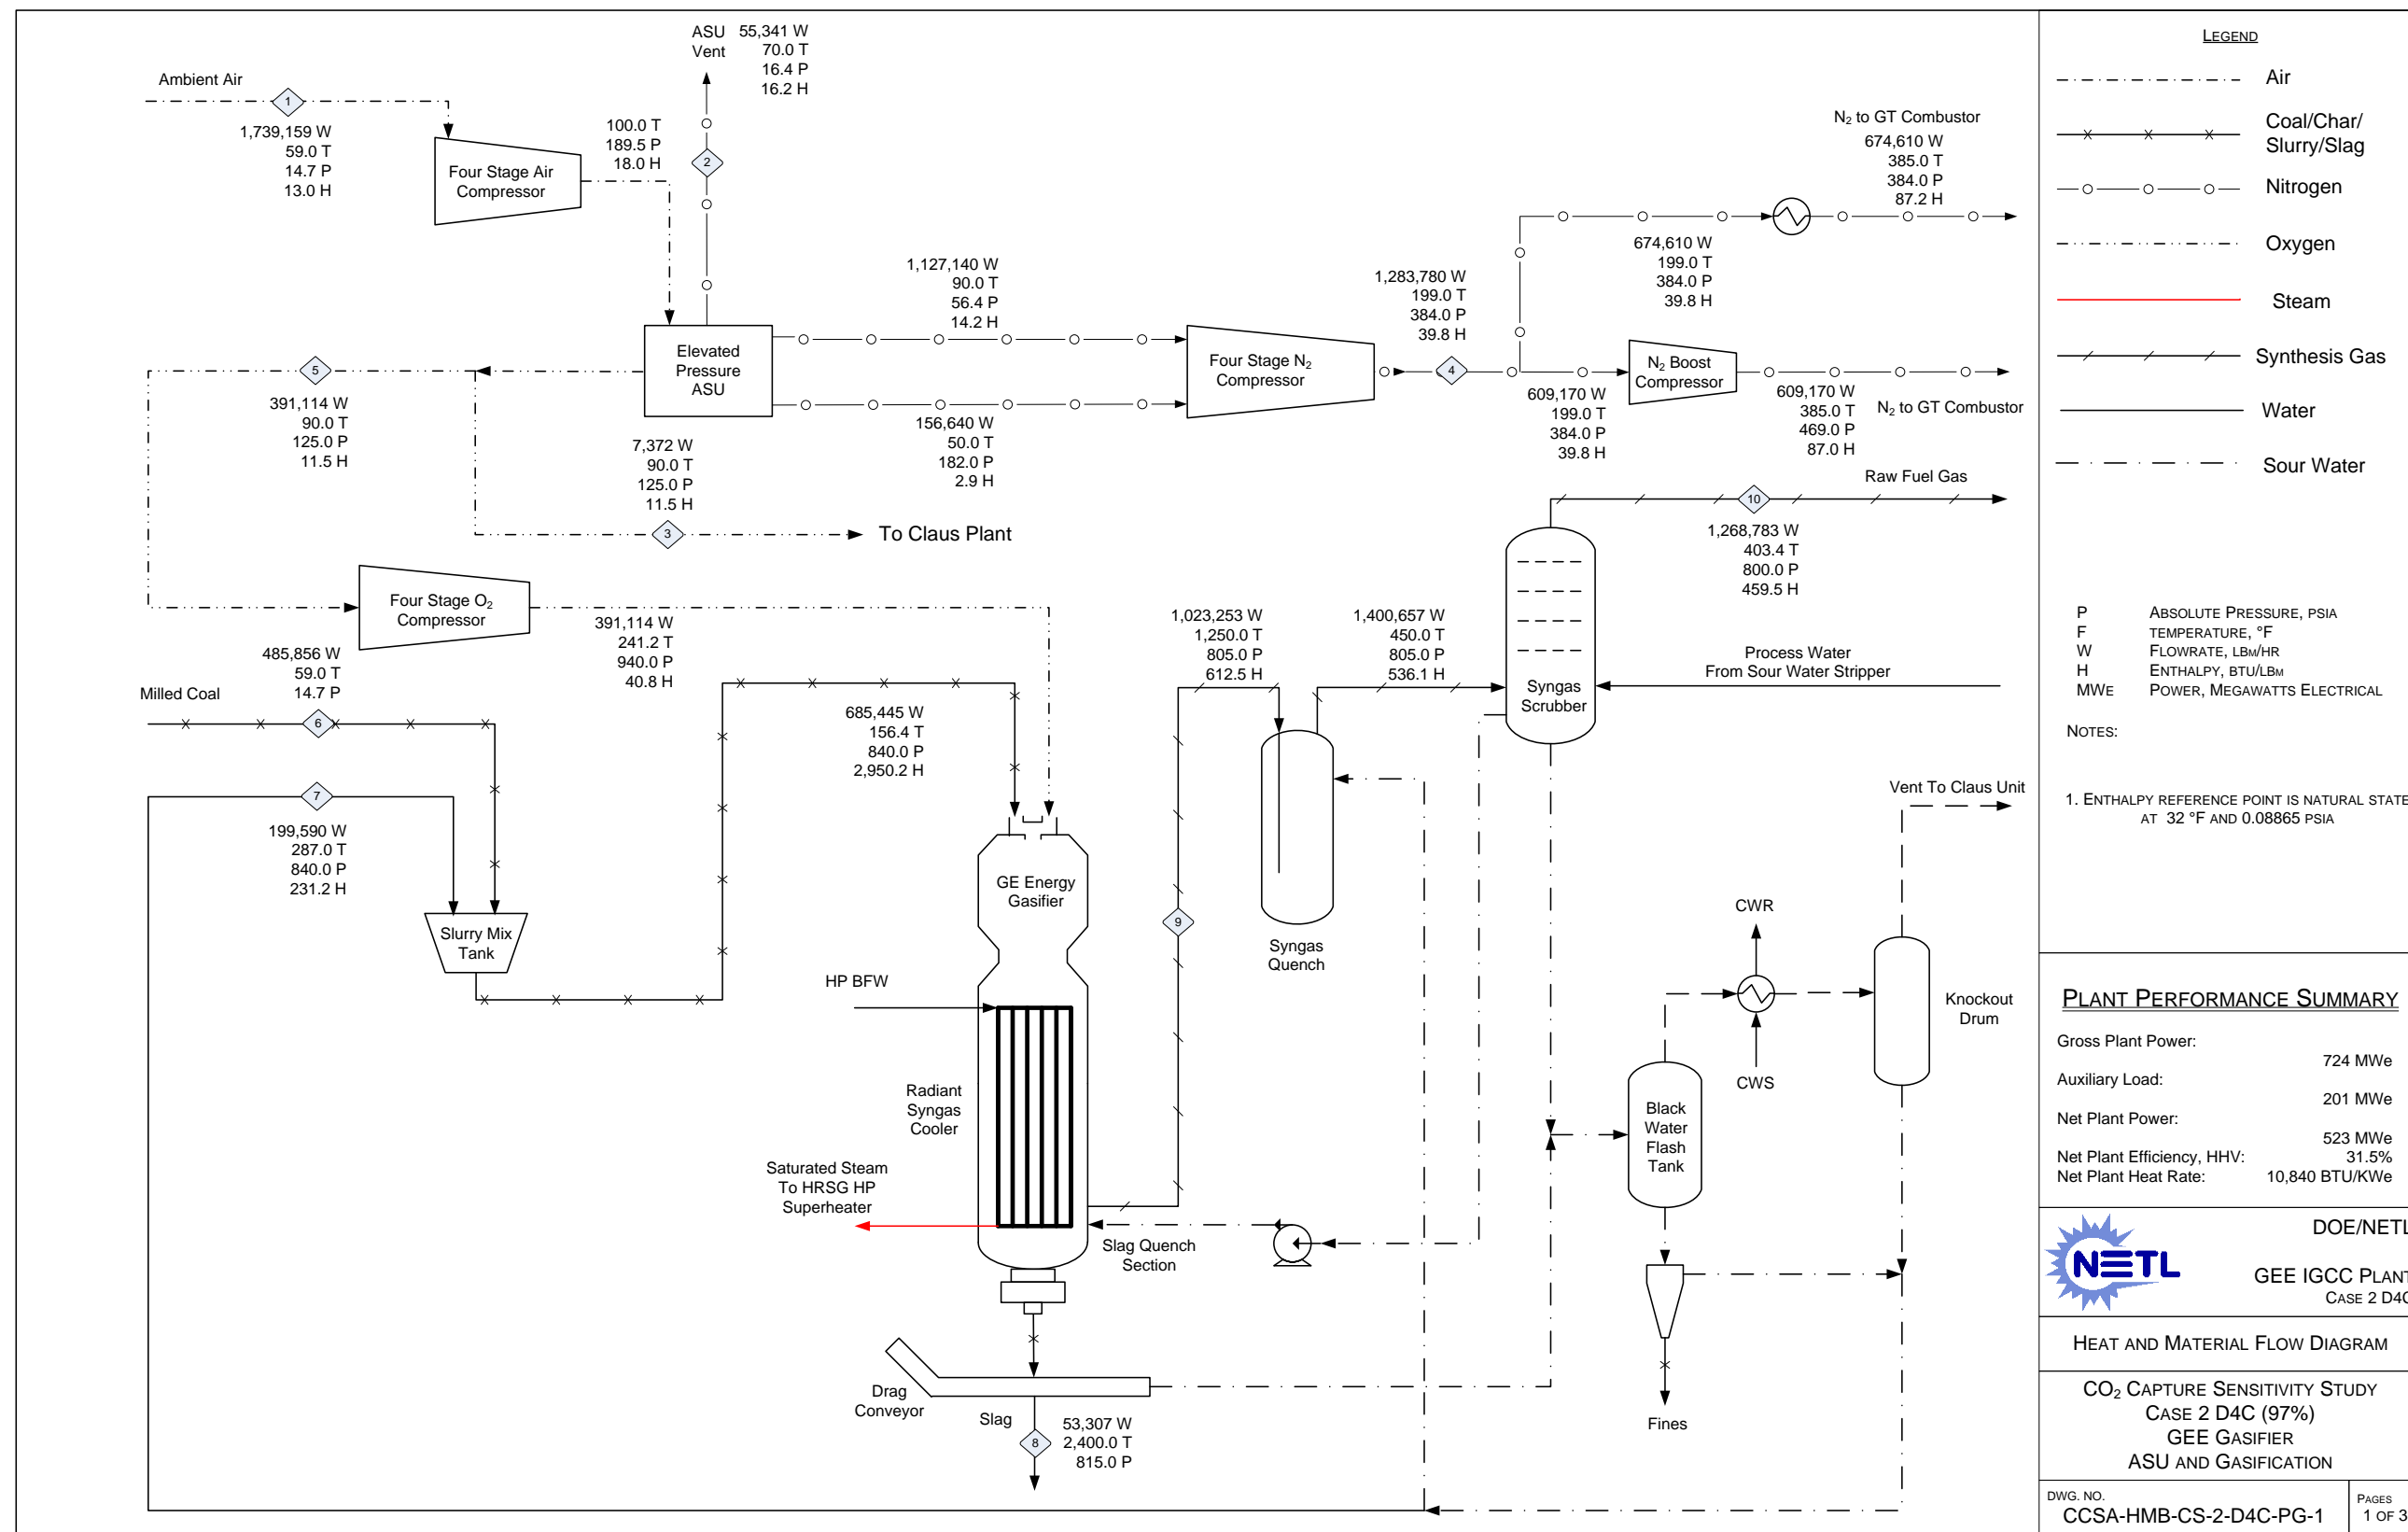 Ambient Air
1
1,739,159 W
59.0 T
14.7 P
13.0 H
Four Stage Air
Compressor
100.0 T
189.5 P
18.0 H
ASU
Vent
55,341 W
70.0 T
16.4 P
16.2 H
2
Elevated
Pressure
ASU
1,127,140 W
90.0 T
56.4 P
14.2 H
156,640 W
50.0 T
182.0 P
2.9 H
Four Stage N2
Compressor
1,283,780 W
199.0 T
384.0 P
39.8 H
4
N2 to GT Combustor
674,610 W
385.0 T
384.0 P
87.2 H
674,610 W
199.0 T
384.0 P
39.8 H
N2 Boost
Compressor
609,170 W
199.0 T
384.0 P
39.8 H
609,170 W
385.0 T
469.0 P
87.0 H
N2 to GT Combustor
5
391,114 W
90.0 T
125.0 P
11.5 H
7,372 W
90.0 T
125.0 P
11.5 H
3
To Claus Plant
Four Stage O2
Compressor
391,114 W
241.2 T
940.0 P
40.8 H
485,856 W
59.0 T
14.7 P
Milled Coal
6
7
199,590 W
287.0 T
840.0 P
231.2 H
Slurry Mix
Tank
685,445 W
156.4 T
840.0 P
2,950.2 H
GE Energy
Gasifier
HP BFW
Radiant
Syngas
Cooler
Saturated Steam
To HRSG HP
Superheater
Slag Quench
Section
Drag
Conveyor
Slag
8
53,307 W
2,400.0 T
815.0 P
9
1,023,253 W
1,250.0 T
805.0 P
612.5 H
Syngas
Quench
1,400,657 W
450.0 T
805.0 P
536.1 H
Syngas
Scrubber
Raw Fuel Gas
10
1,268,783 W
403.4 T
800.0 P
459.5 H
Process Water
From Sour Water Stripper
Vent To Claus Unit
CWR
CWS
Knockout
Drum
Black
Water
Flash
Tank
Fines
LEGEND
Air
Coal/Char/
Slurry/Slag
Nitrogen
Oxygen
Steam
Synthesis Gas
Water
Sour Water
P ABSOLUTE PRESSURE, PSIA
F TEMPERATURE, °F
W FLOWRATE, LBM/HR
H ENTHALPY, BTU/LBM
MWE POWER, MEGAWATTS ELECTRICAL
NOTES:
1. ENTHALPY REFERENCE POINT IS NATURAL STATE
AT 32 °F AND 0.08865 PSIA
PLANT PERFORMANCE SUMMARY
Gross Plant Power:
724 MWe
Auxiliary Load:
201 MWe
Net Plant Power:
523 MWe
Net Plant Efficiency, HHV: 31.5%
Net Plant Heat Rate: 10,840 BTU/KWe
NETL
DOE/NETL
GEE IGCC PLANT
CASE 2 D4C
HEAT AND MATERIAL FLOW DIAGRAM
CO2 CAPTURE SENSITIVITY STUDY
CASE 2 D4C (97%)
GEE GASIFIER
ASU AND GASIFICATION
DWG. NO.
CCSA-HMB-CS-2-D4C-PG-1
PAGES
1 OF 3